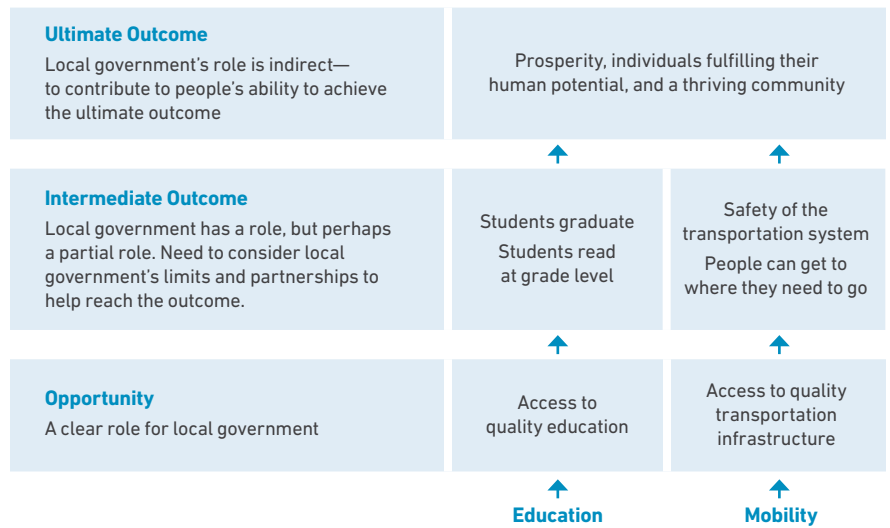 Ultimate Outcome
Local government's role is indirect—
to contribute to people's ability to achieve
the ultimate outcome
Prosperity, individuals fulfilling their
human potential, and a thriving community
Intermediate Outcome
Local government has a role, but perhaps
a partial role. Need to consider local
government's limits and partnerships to
help reach the outcome.
Students graduate
Students read
at grade level
Safety of the
transportation system
People can get to
where they need to go
Opportunity
A clear role for local government
Access to
quality education
Access to quality
transportation
infrastructure
Education
Mobility